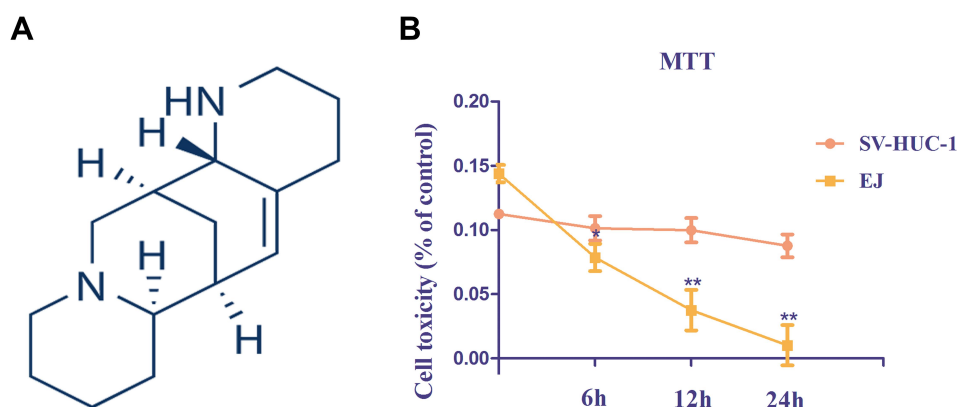 A
HN
H
H
H
N
H
B
MTT
Cell toxicity (% of control)
0.20
0.15
0.10
0.05
0.00
*
**
**
6h
12h
24h
SV-HUC-1
EJ